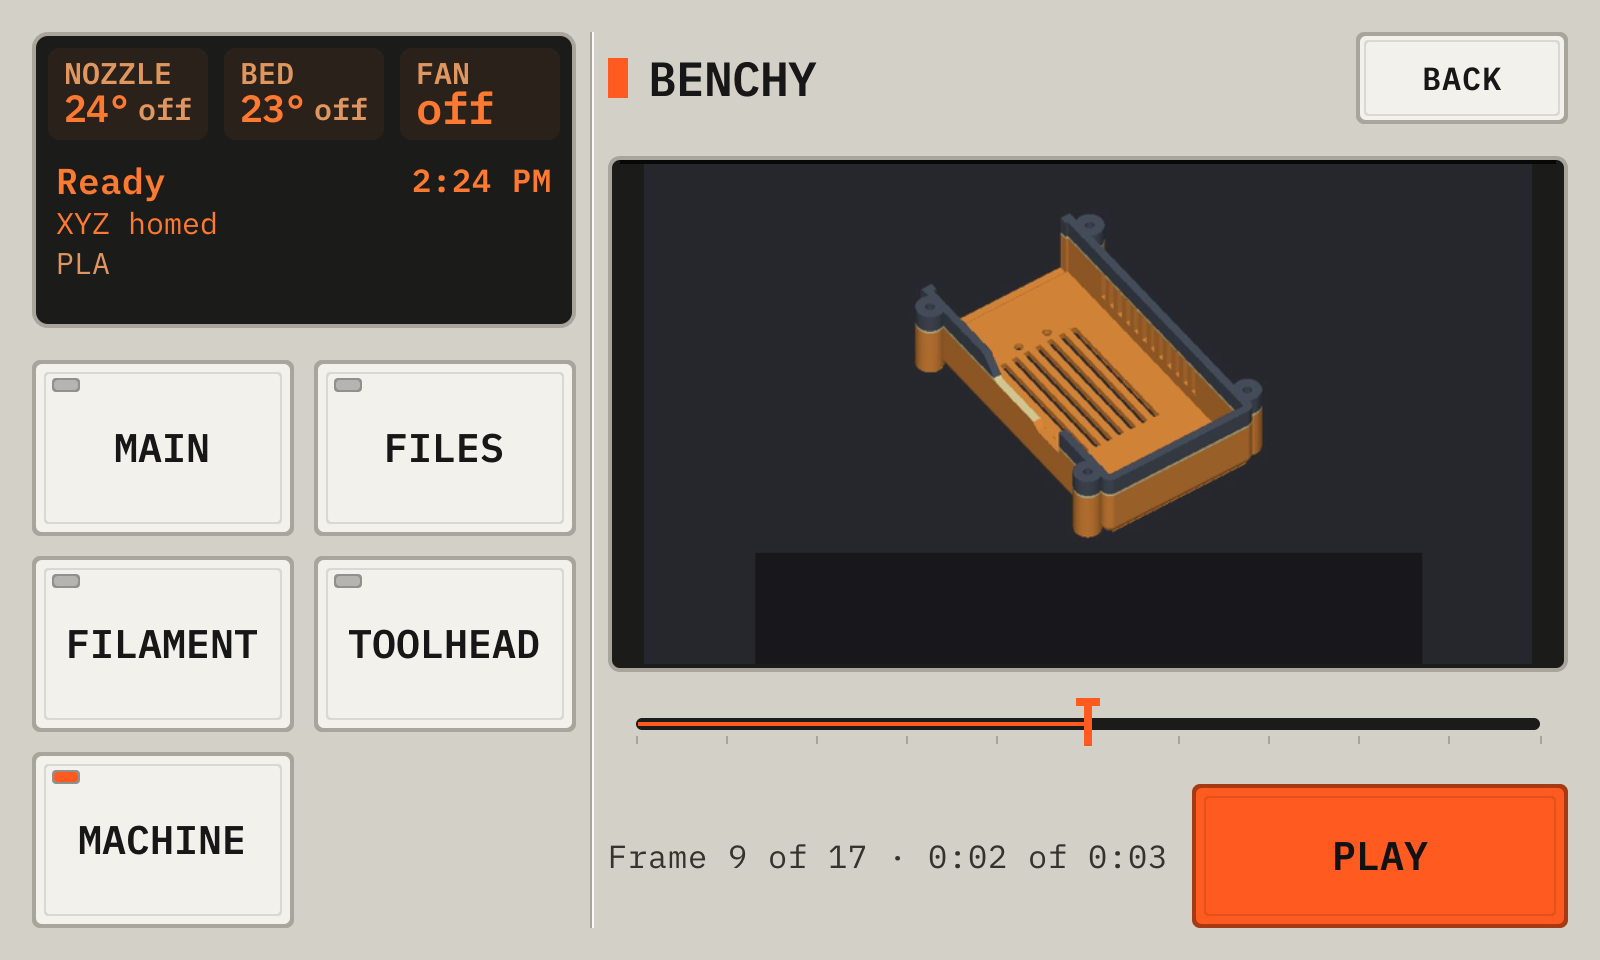 NOZZLE
24° off
BED
23° off
FAN
off
Ready
2:24 PM
XYZ homed
PLA
MAIN
FILES
FILAMENT
TOOLHEAD
MACHINE
BENCHY
BACK
Frame 9 of 17 · 0:02 of 0:03
PLAY